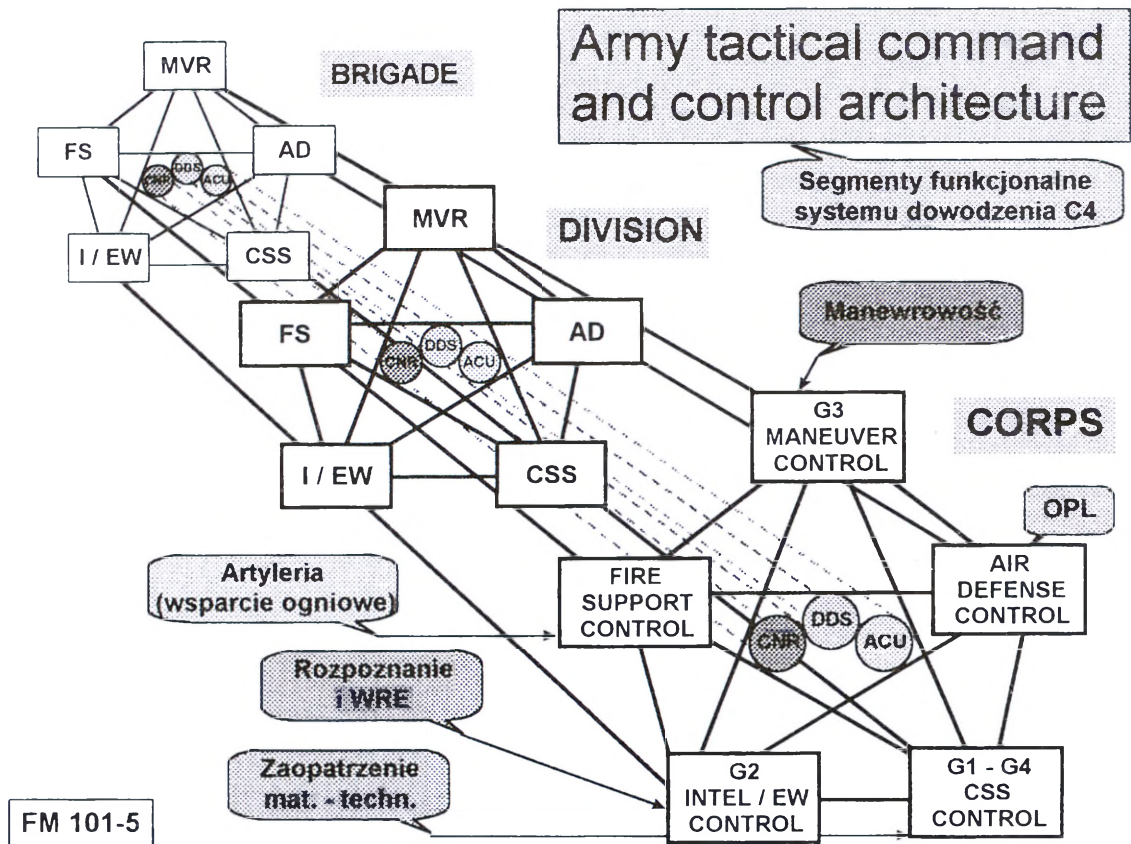 Army tactical command
and control architecture
Segmenty funkcjonalne
systemu dowodzenia C4
BRIGADE
MVR
FS
AD
CNR
DDS
ACU
I / EW
CSS
DIVISION
MVR
FS
AD
CNR
DDS
ACU
I / EW
CSS
Manewrowość
CORPS
G3
MANEUVER
CONTROL
OPL
Artyleria
(wsparcie ogniowe)
FIRE
SUPPORT
CONTROL
AIR
DEFENSE
CONTROL
CNR
DDS
ACU
Rozpoznanie
i WRE
Zaopatrzenie
mat. - techn.
G2
INTEL / EW
CONTROL
G1 - G4
CSS
CONTROL
FM 101-5